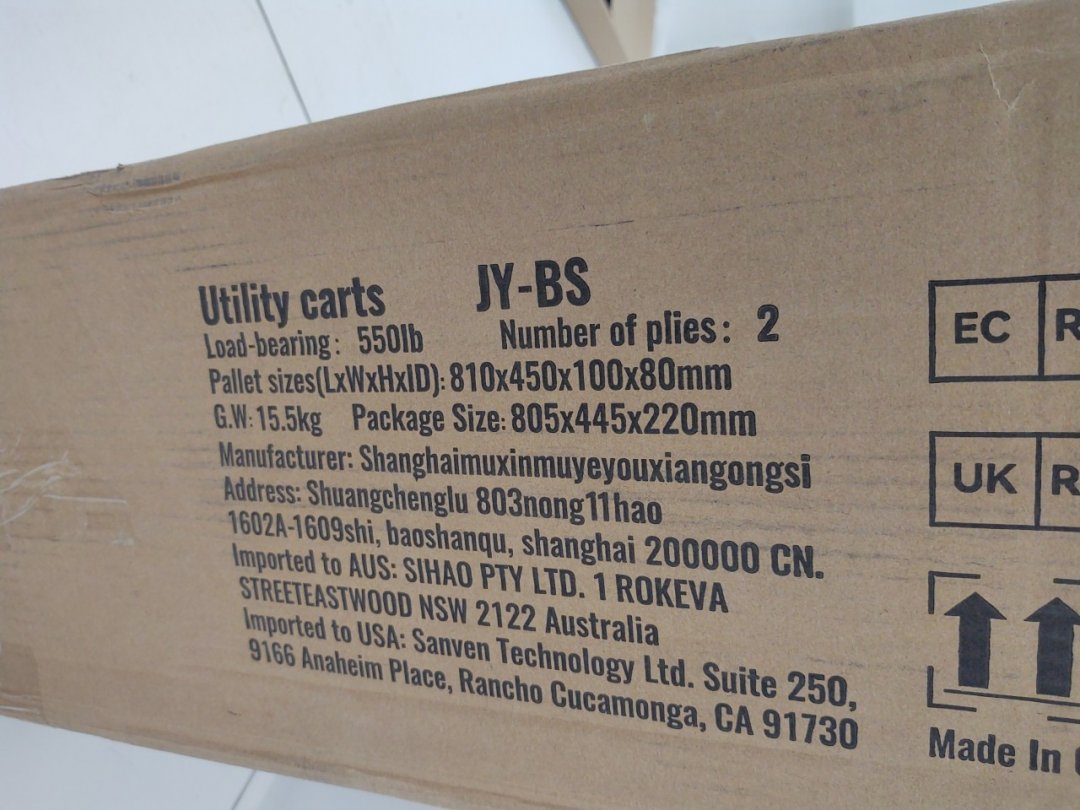 Utility carts JY-BS
Load-bearing: 550lb Number of plies: 2
Pallet sizes(LxWxHxID): 810x450x100x80mm
G.W: 15.5kg Package Size: 805x445x220mm
Manufacturer: Shanghaimuxinmuyeyouxiangongsi
Address: Shuangchenglu 803nong11hao
1602A-1609shi, baoshanqu, shanghai 200000 CN.
Imported to AUS: SIHAO PTY LTD. 1 ROKEVA
STREETEASTWOOD NSW 2122 Australia
Imported to USA: Sanven Technology Ltd. Suite 250,
9166 Anaheim Place, Rancho Cucamonga, CA 91730
EC R
UK R
Made In